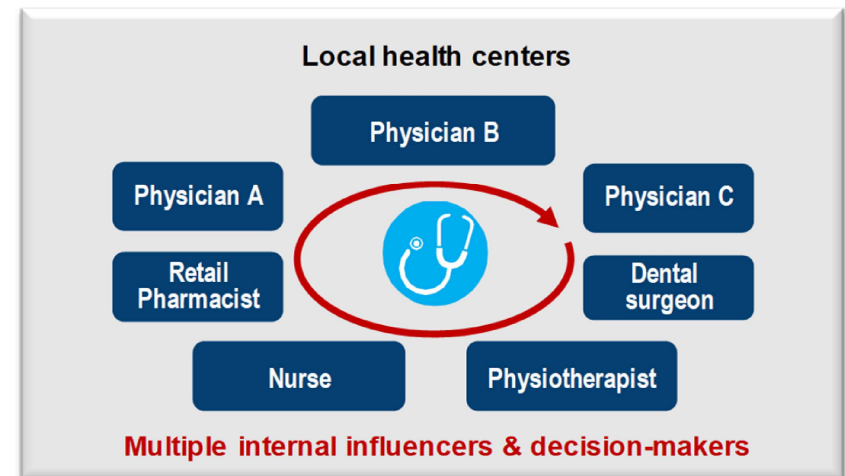 Local health centers
Physician B
Physician A
Physician C
Retail
Pharmacist
Dental
surgeon
Nurse
Physiotherapist
Multiple internal influencers & decision-makers